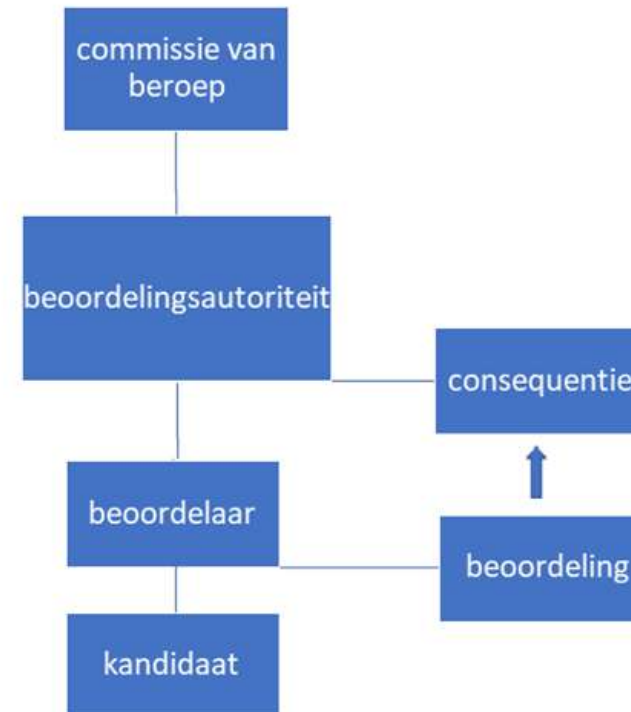 commissie van
beroep
beoordelingsautoriteit
consequentie
beoordelaar
beoordeling
kandidaat